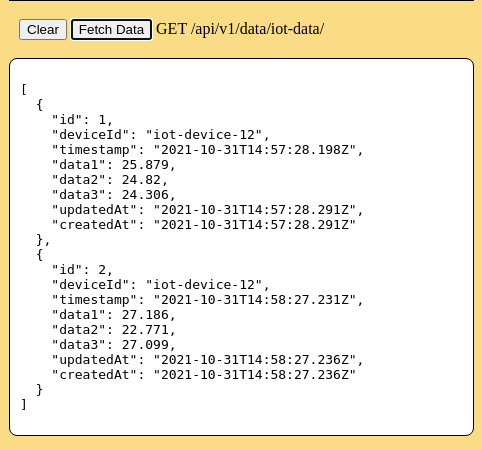 Clear Fetch Data GET /api/v1/data/iot-data/
[
  {
    "id": 1,
    "deviceId": "iot-device-12",
    "timestamp": "2021-10-31T14:57:28.198Z",
    "data1": 25.879,
    "data2": 24.82,
    "data3": 24.306,
    "updatedAt": "2021-10-31T14:57:28.291Z",
    "createdAt": "2021-10-31T14:57:28.291Z"
  },
  {
    "id": 2,
    "deviceId": "iot-device-12",
    "timestamp": "2021-10-31T14:58:27.231Z",
    "data1": 27.186,
    "data2": 22.771,
    "data3": 27.099,
    "updatedAt": "2021-10-31T14:58:27.236Z",
    "createdAt": "2021-10-31T14:58:27.236Z"
  }
]